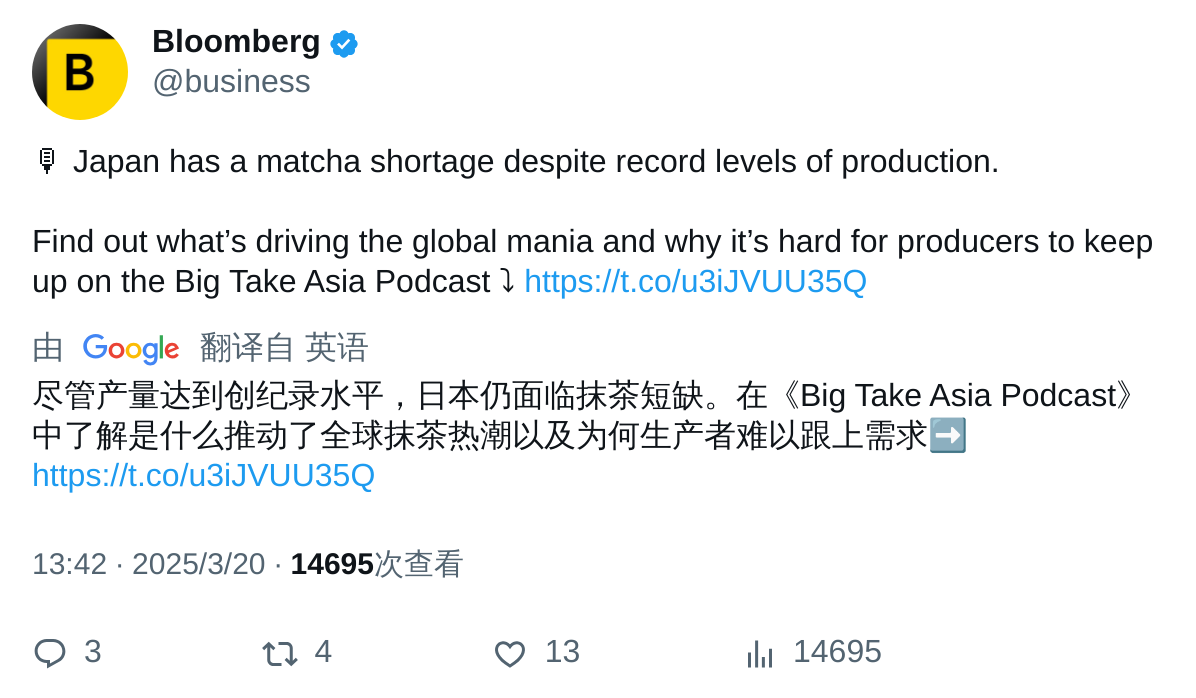 B
Bloomberg
@business
🎙 Japan has a matcha shortage despite record levels of production.
Find out what’s driving the global mania and why it’s hard for producers to keep
up on the Big Take Asia Podcast ⤵ https://t.co/u3iJVUU35Q
由 Google 翻译自 英语
尽管产量达到创纪录水平，日本仍面临抹茶短缺。在《Big Take Asia Podcast》
中了解是什么推动了全球抹茶热潮以及为何生产者难以跟上需求➡️
https://t.co/u3iJVUU35Q
13:42 · 2025/3/20 · 14695次查看
3 4 13 14695